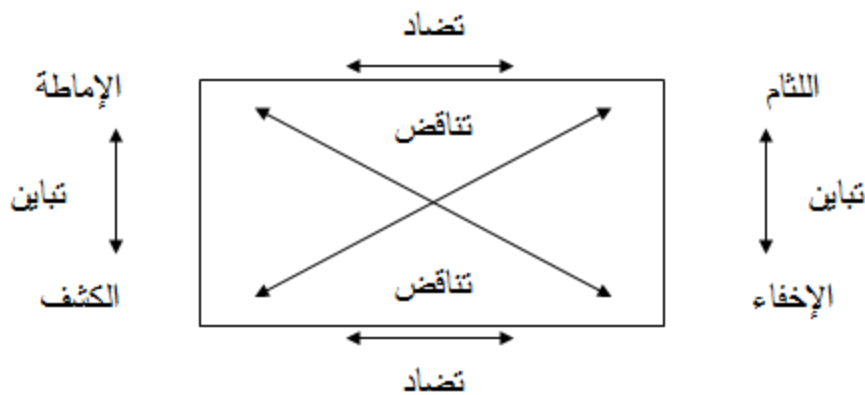 تضاد
اللثام
الإماطة
تناقض
تباين
تباين
تناقض
الإخفاء
الكشف
تضاد